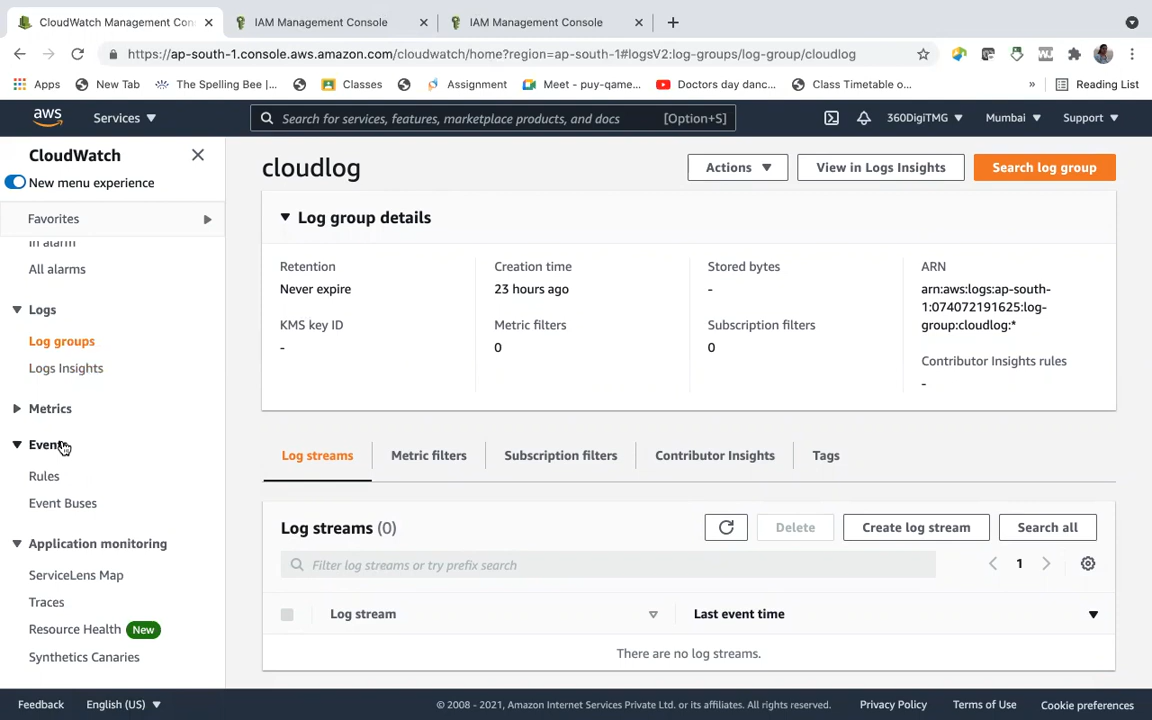 CloudWatch Management Con
IAM Management Console
IAM Management Console
https://ap-south-1.console.aws.amazon.com/cloudwatch/home?region=ap-south-1#logsV2:log-groups/log-group/cloudlog
Apps
New Tab
The Spelling Bee |...
Classes
Assignment
Meet - puy-qame...
Doctors day danc...
Class Timetable o...
»
Reading List
aws
Services
Search for services, features, marketplace products, and docs
[Option+S]
360DigiTMG
Mumbai
Support
CloudWatch
New menu experience
Favorites
In alarm
All alarms
Logs
Log groups
Logs Insights
Metrics
Events
Rules
Event Buses
Application monitoring
ServiceLens Map
Traces
Resource Health New
Synthetics Canaries
cloudlog
Actions
View in Logs Insights
Search log group
Log group details
Retention
Never expire
KMS key ID
-
Creation time
23 hours ago
Metric filters
0
Stored bytes
-
Subscription filters
0
ARN
arn:aws:logs:ap-south-
1:074072191625:log-
group:cloudlog:*
Contributor Insights rules
-
Log streams
Metric filters
Subscription filters
Contributor Insights
Tags
Log streams (0)
Delete
Create log stream
Search all
Filter log streams or try prefix search
1
Log stream
Last event time
There are no log streams.
Feedback
English (US)
© 2008 - 2021, Amazon Internet Services Private Ltd. or its affiliates. All rights reserved.
Privacy Policy
Terms of Use
Cookie preferences